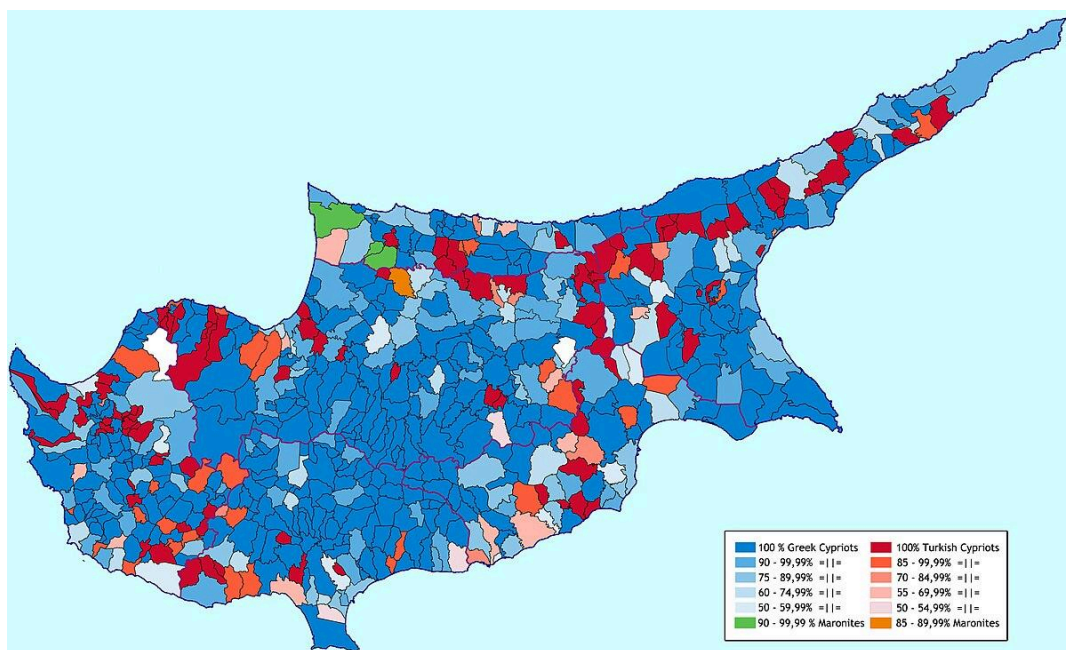 100 % Greek Cypriots
90 - 99,99% =||=
75 - 89,99% =||=
60 - 74,99% =||=
50 - 59,99% =||=
90 - 99,99 % Maronites
100% Turkish Cypriots
85 - 99,99% =||=
70 - 84,99% =||=
55 - 69,99% =||=
50 - 54,99% =||=
85 - 89,99% Maronites